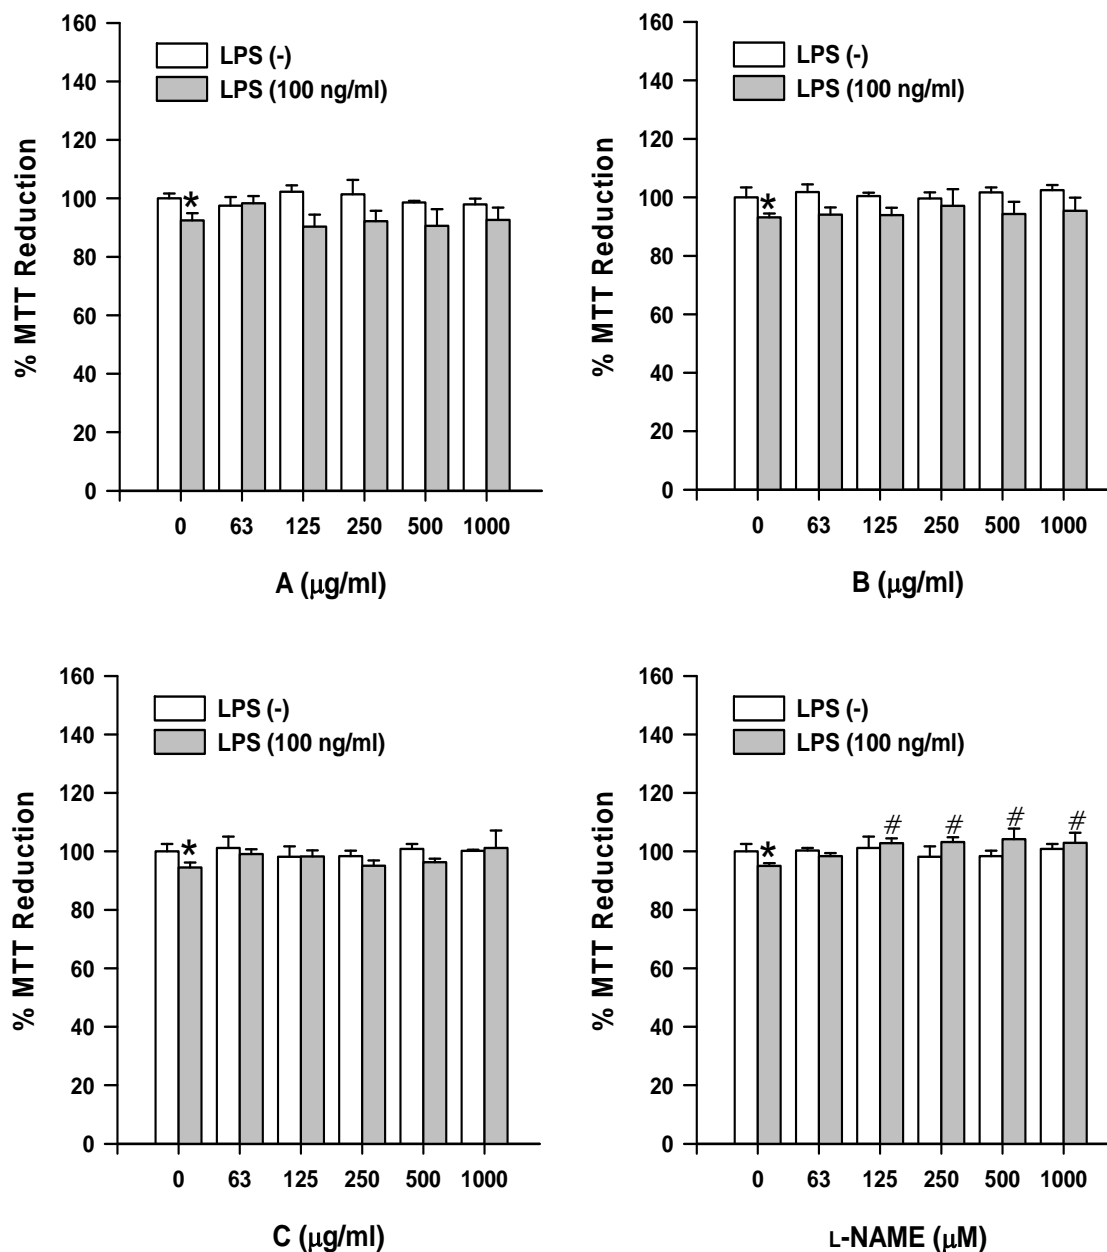 160
140
120
100
80
60
40
20
0
% MTT Reduction
LPS (-)
LPS (100 ng/ml)
*
0 63 125 250 500 1000
A (μg/ml)
160
140
120
100
80
60
40
20
0
% MTT Reduction
LPS (-)
LPS (100 ng/ml)
*
0 63 125 250 500 1000
B (μg/ml)
160
140
120
100
80
60
40
20
0
% MTT Reduction
LPS (-)
LPS (100 ng/ml)
*
0 63 125 250 500 1000
C (μg/ml)
160
140
120
100
80
60
40
20
0
% MTT Reduction
LPS (-)
LPS (100 ng/ml)
* # # # #
0 63 125 250 500 1000
L-NAME (μM)